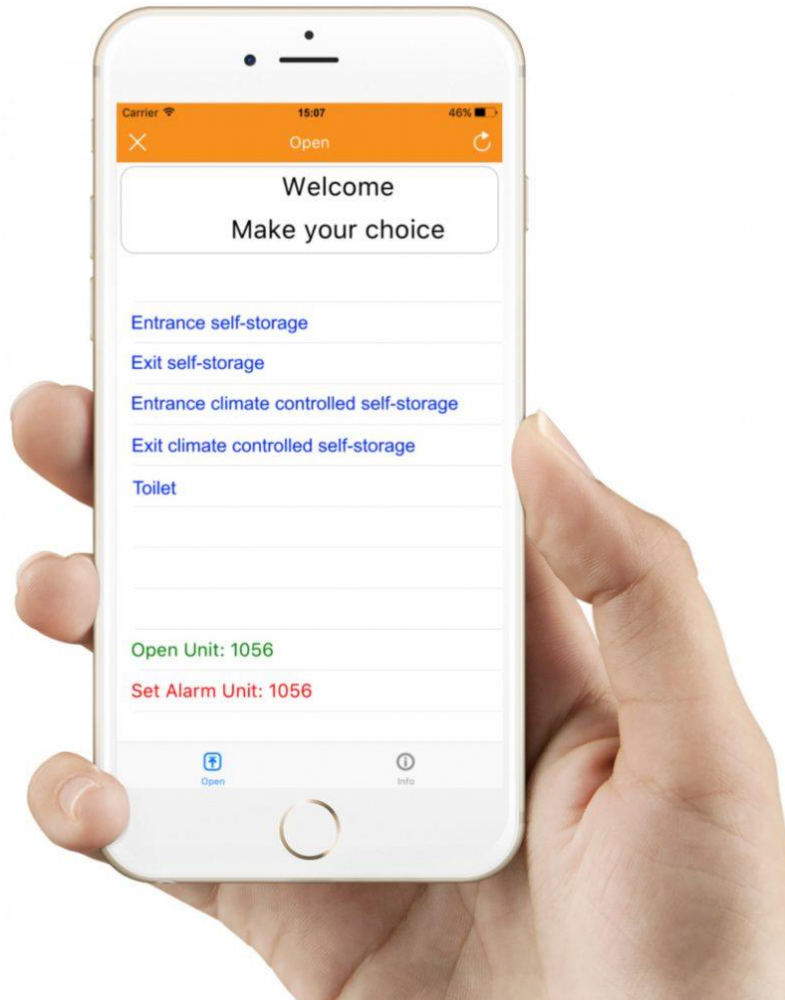 Carrier 15:07 46%
Open
Welcome
Make your choice
Entrance self-storage
Exit self-storage
Entrance climate controlled self-storage
Exit climate controlled self-storage
Toilet
Open Unit: 1056
Set Alarm Unit: 1056
Open Info